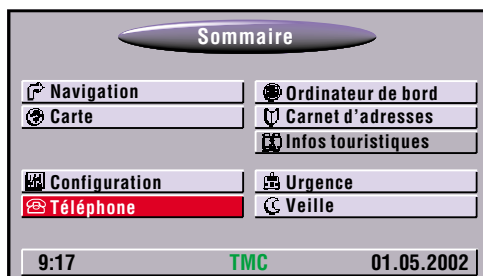 Sommaire
Navigation
Carte
Ordinateur de bord
Carnet d'adresses
Infos touristiques
Configuration
Téléphone
Urgence
Veille
9:17 TMC 01.05.2002